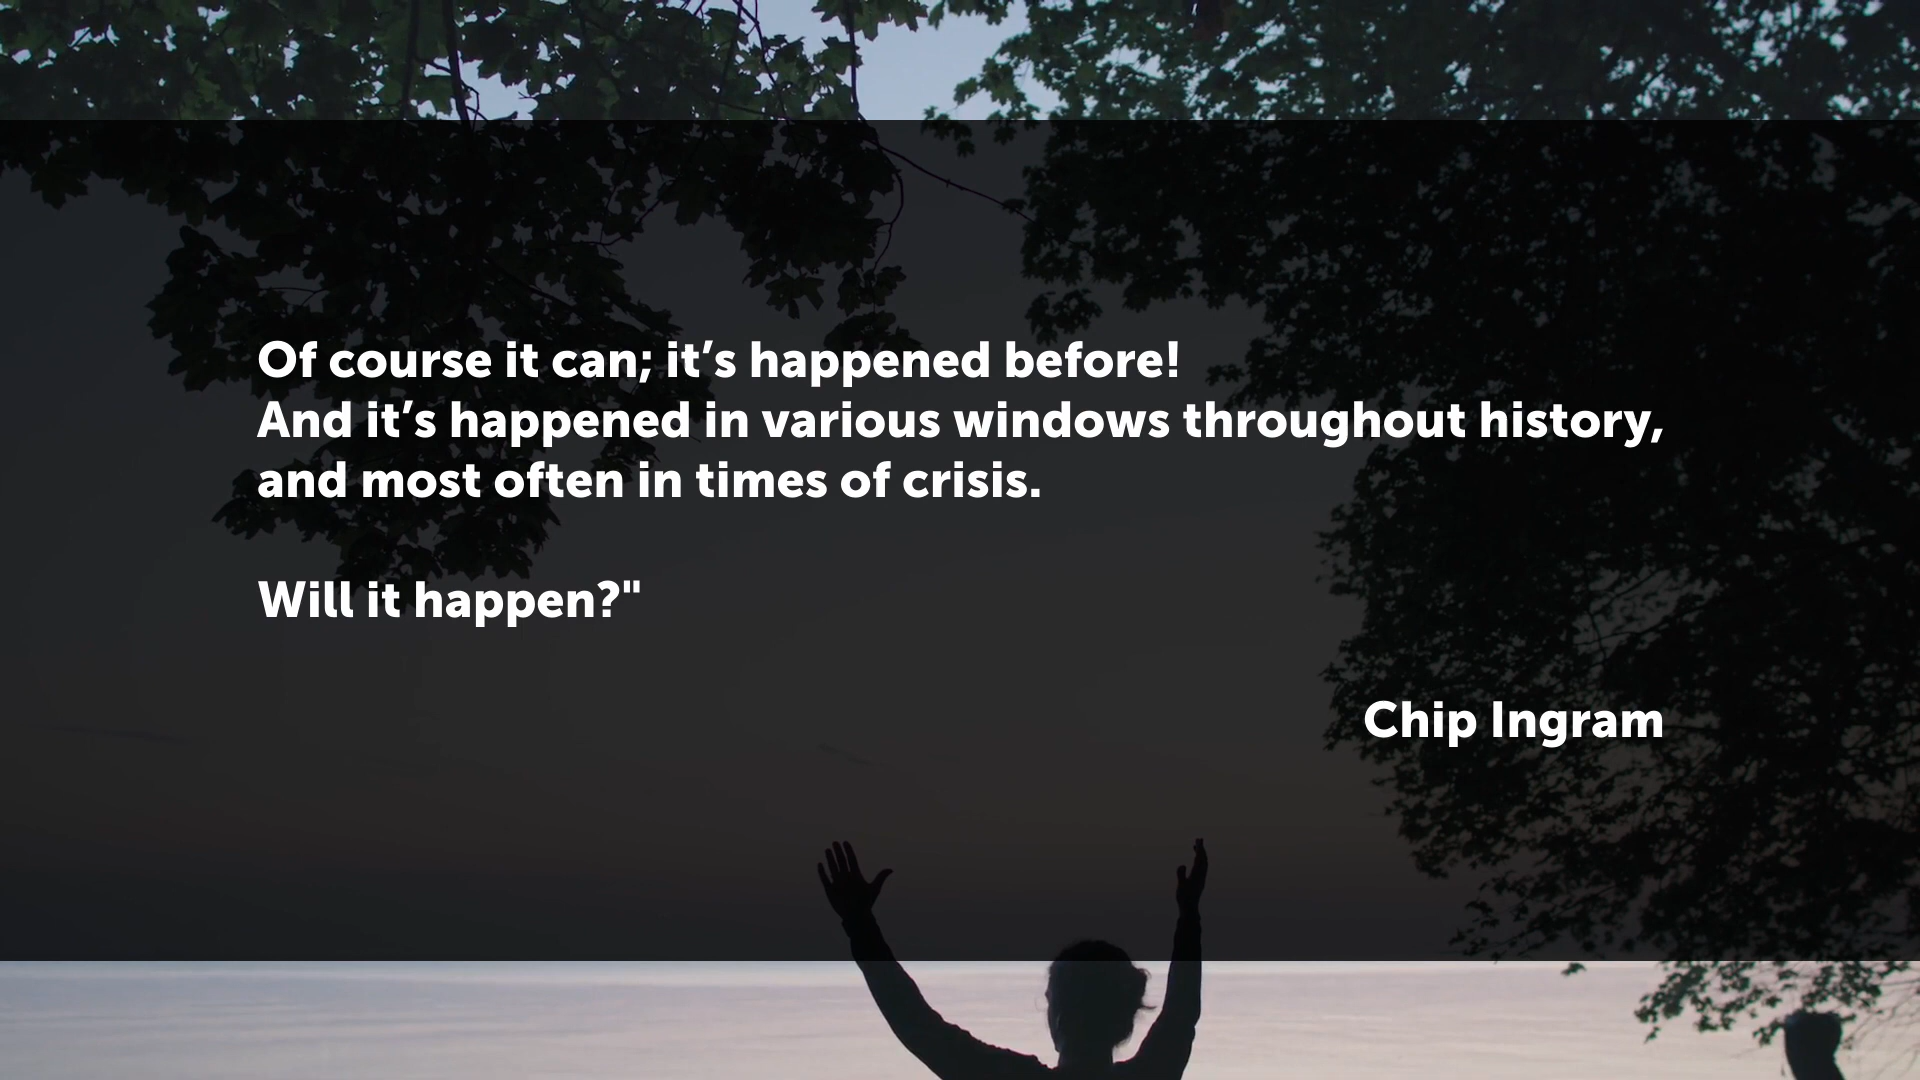 Of course it can; it’s happened before!
And it’s happened in various windows throughout history,
and most often in times of crisis.
Will it happen?"
Chip Ingram